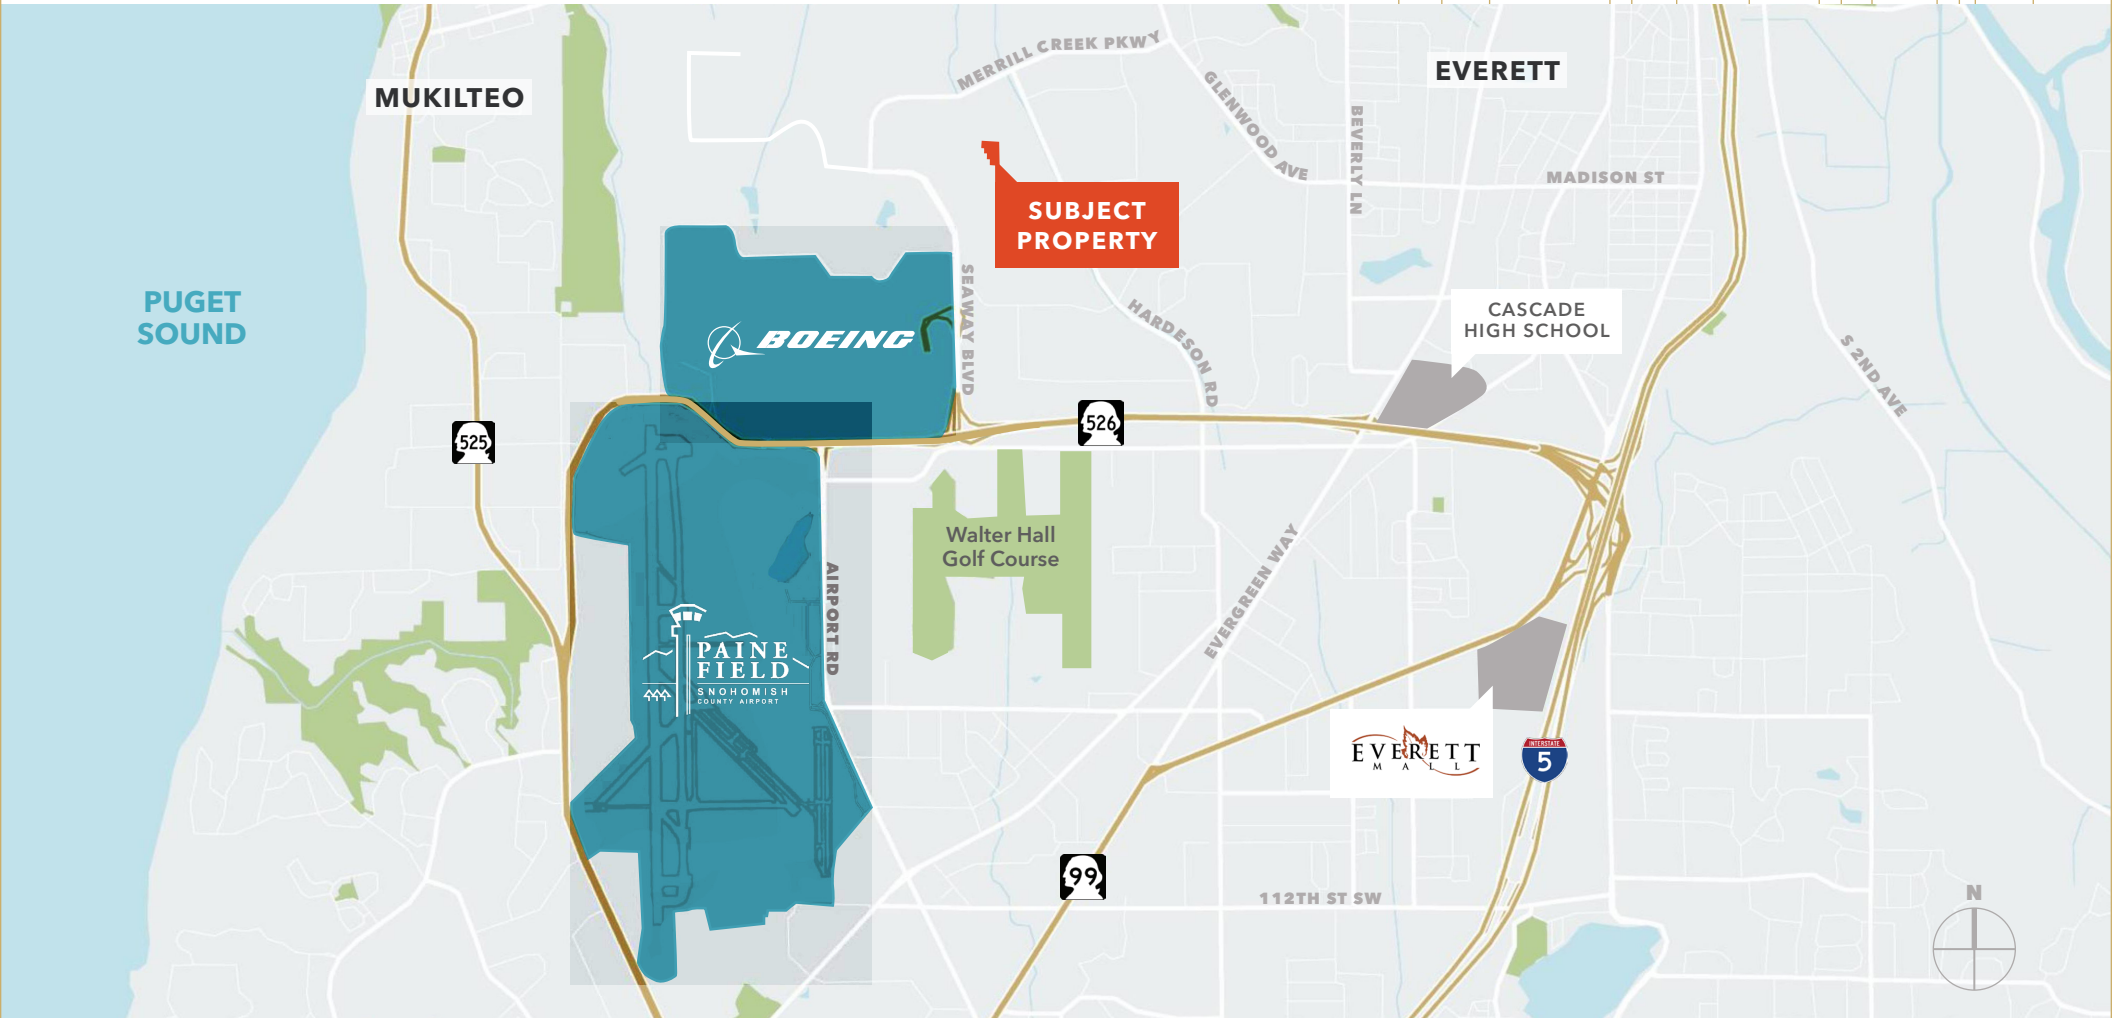 MERRILL CREEK PKWY
EVERETT
MUKILTEO
GLENWOOD AVE
BEVERLY LN
MADISON ST
SUBJECT
PROPERTY
PUGET
SOUND
SEAWAY BLVD
BOEING
HARDESON RD
CASCADE
HIGH SCHOOL
S 2ND AVE
525
526
Walter Hall
Golf Course
AIRPORT RD
EVERGREEN WAY
PAINE
FIELD
SNOHOMISH
COUNTY AIRPORT
EVERETT
MALL
INTERSTATE
5
99
112TH ST SW
N